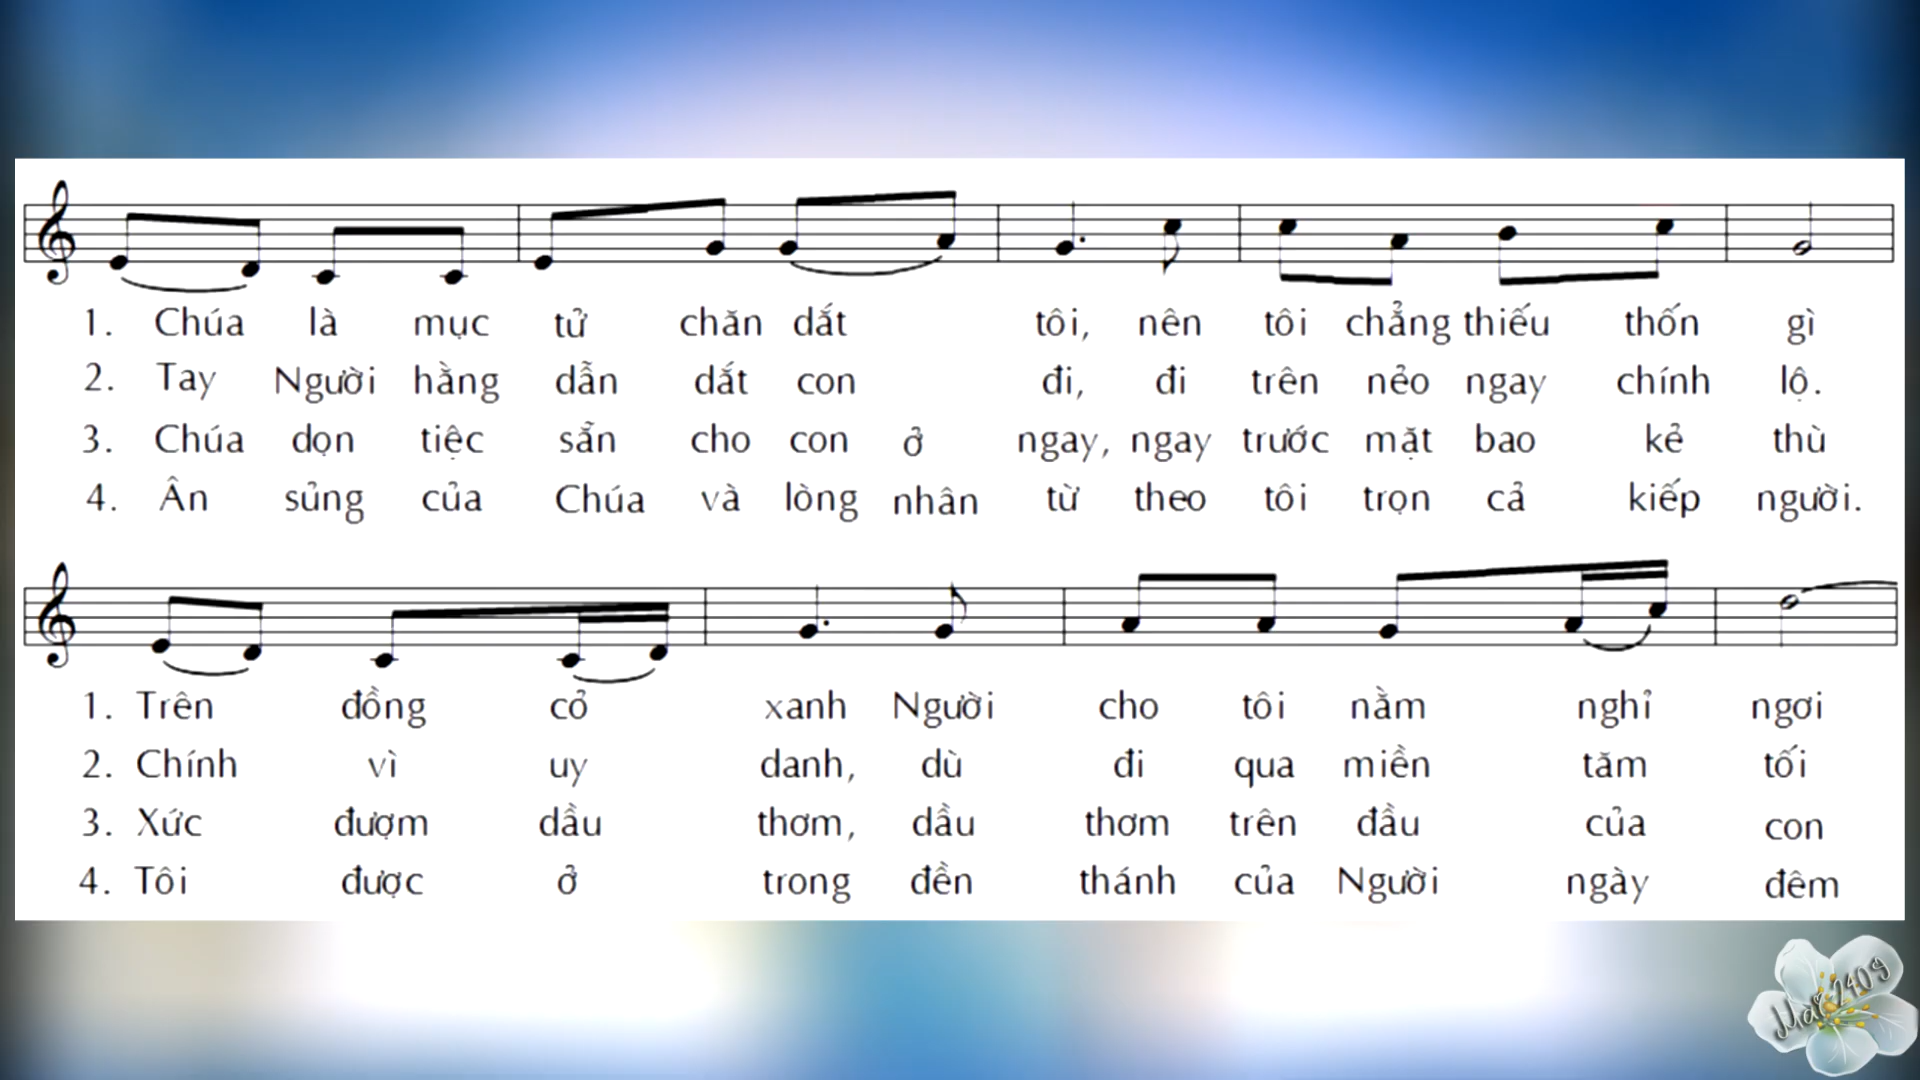 1. Chúa là mục tử chăn dắt tôi, nên tôi chẳng thiếu thốn gì
2. Tay Người hằng dẫn dắt con đi, đi trên nẻo ngay chính lộ.
3. Chúa dọn tiệc sẵn cho con ở ngay, ngay trước mặt bao kẻ thù
4. Ân sủng của Chúa và lòng nhân từ theo tôi trọn cả kiếp người.
1. Trên đồng cỏ xanh Người cho tôi nằm nghỉ ngơi
2. Chính vì uy danh, dù đi qua miền tăm tối
3. Xức đượm dầu thơm, dầu thơm trên đầu của con
4. Tôi được ở trong đền thánh của Người ngày đêm